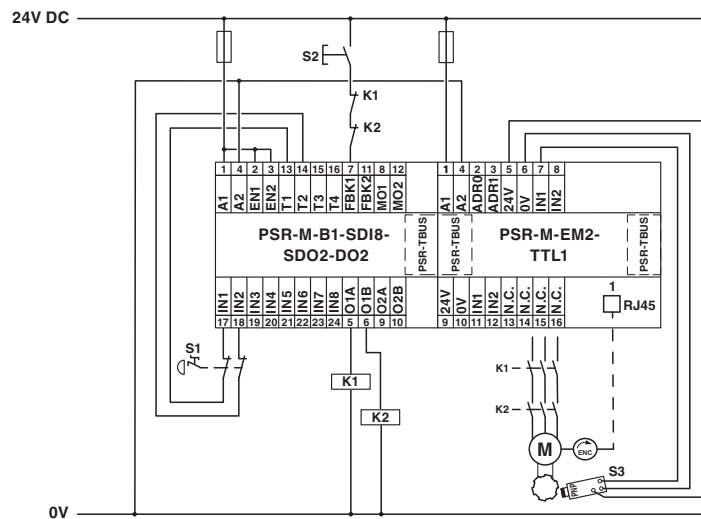 24V DC
S2
K1
K2
1 4 2 3 13 14 15 16 7 11 8 12
A1 A2 EN1 EN2 T1 T2 T3 T4 FBK1 FBK2 MO1 MO2
1 4 2 3 5 6 7 8
A1 A2 ADR0 ADR1 24V 0V IN1 IN2
PSR-M-B1-SDI8-
SDO2-DO2
PSR-TBUS
PSR-TBUS
PSR-M-EM2-
TTL1
PSR-TBUS
1
RJ45
IN1 IN2 IN3 IN4 IN5 IN6 IN7 IN8 O1A O1B O2A O2B
17 18 19 20 21 22 23 24 5 6 9 10
24V 0V IN1 IN2 N.C. N.C. N.C. N.C.
9 10 11 12 13 14 15 16
S1
K1
K2
K1
K2
M
ENC
S3
PNP
0V